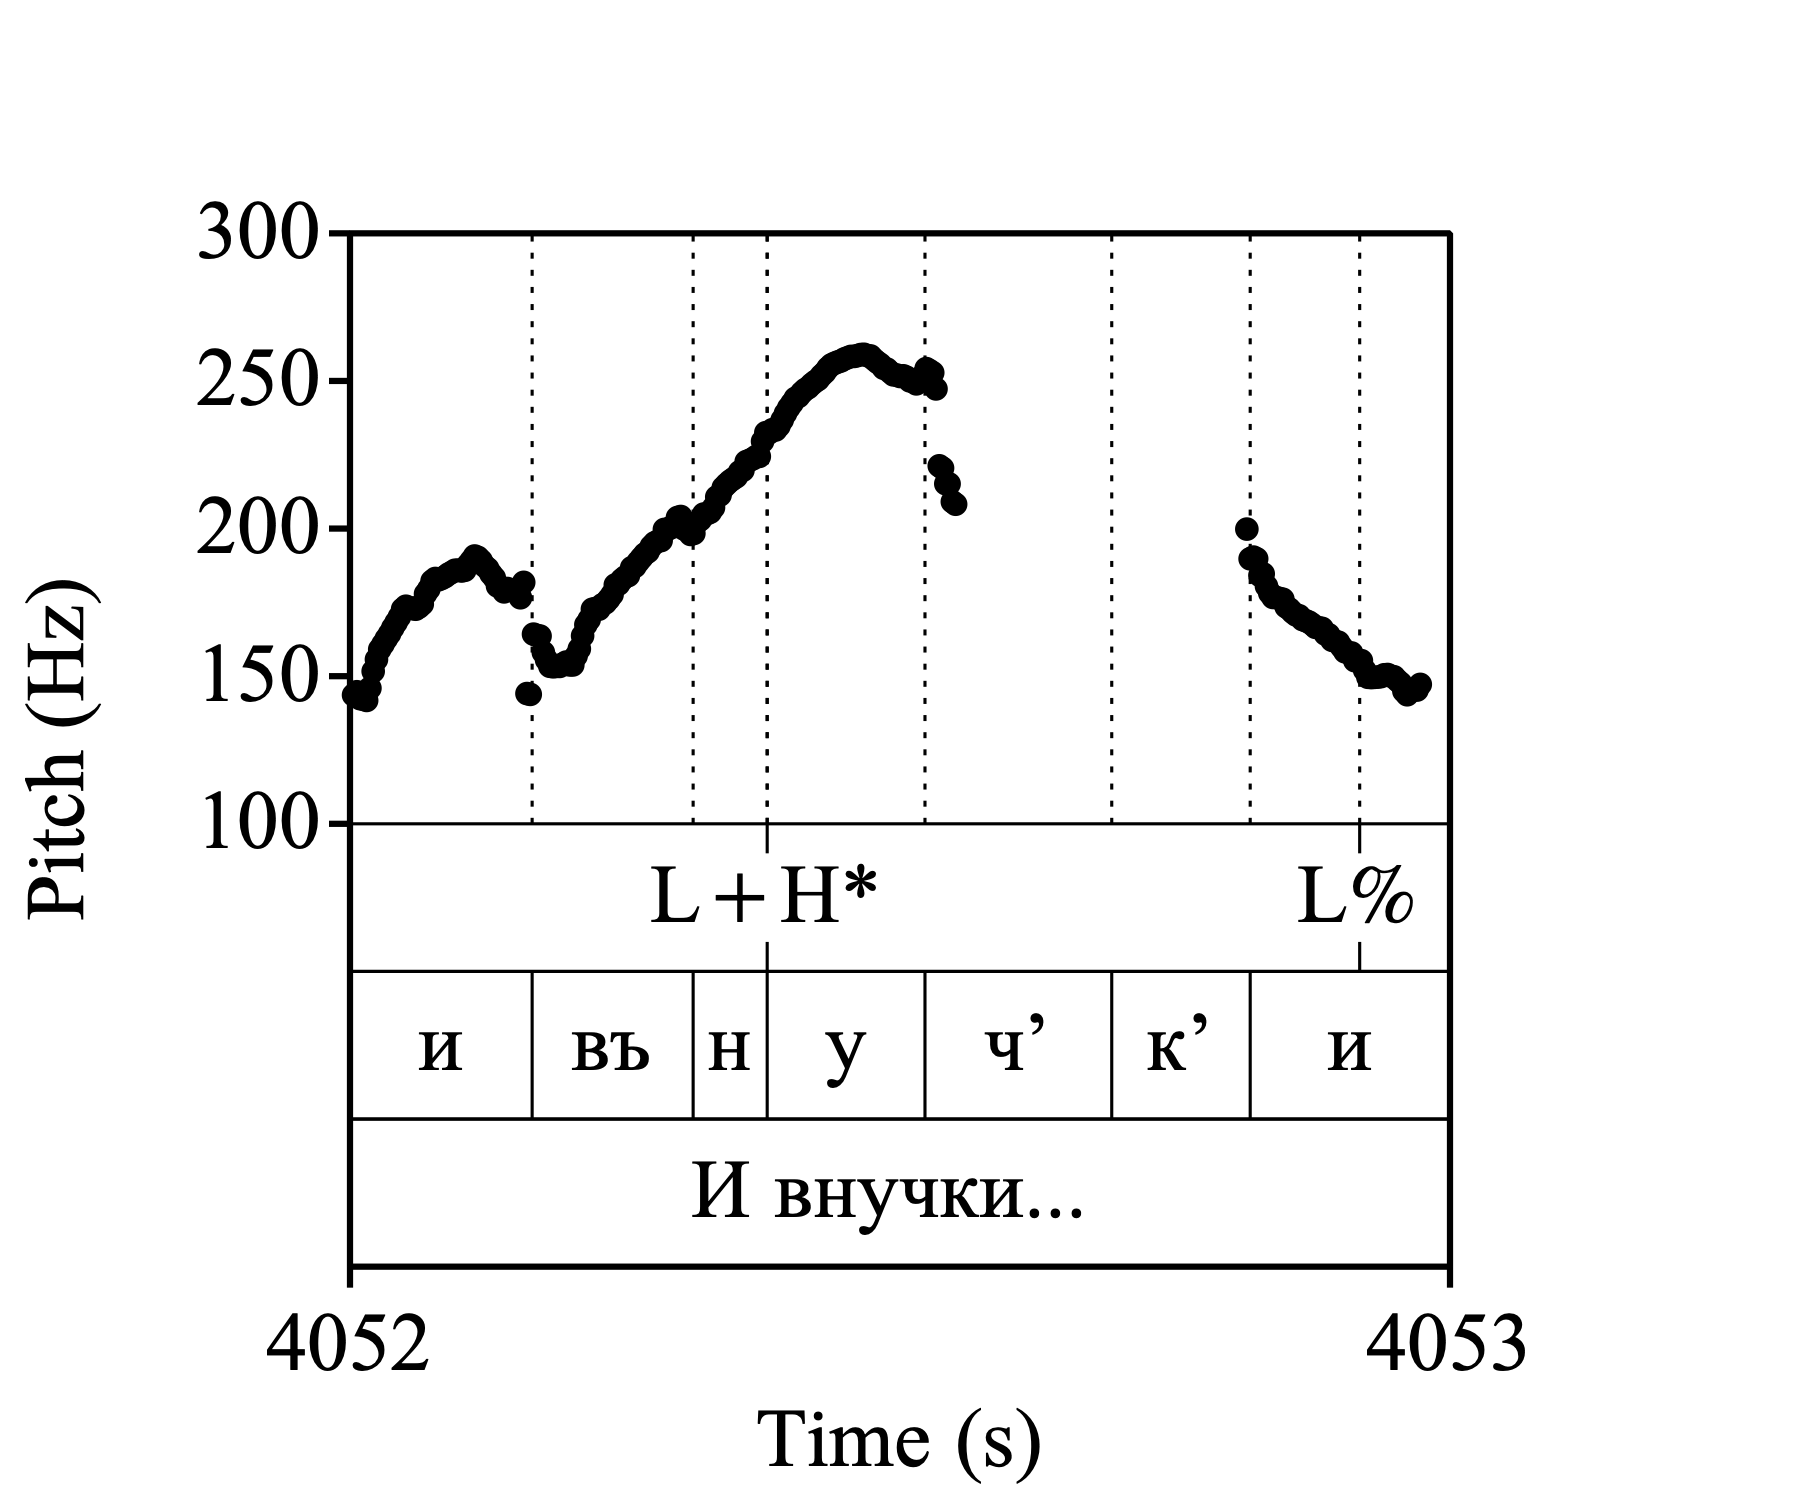 300
250
200
150
100
Pitch (Hz)
L+H* L%
и въ н у ч’ к’ и
И внучки...
4052 4053
Time (s)